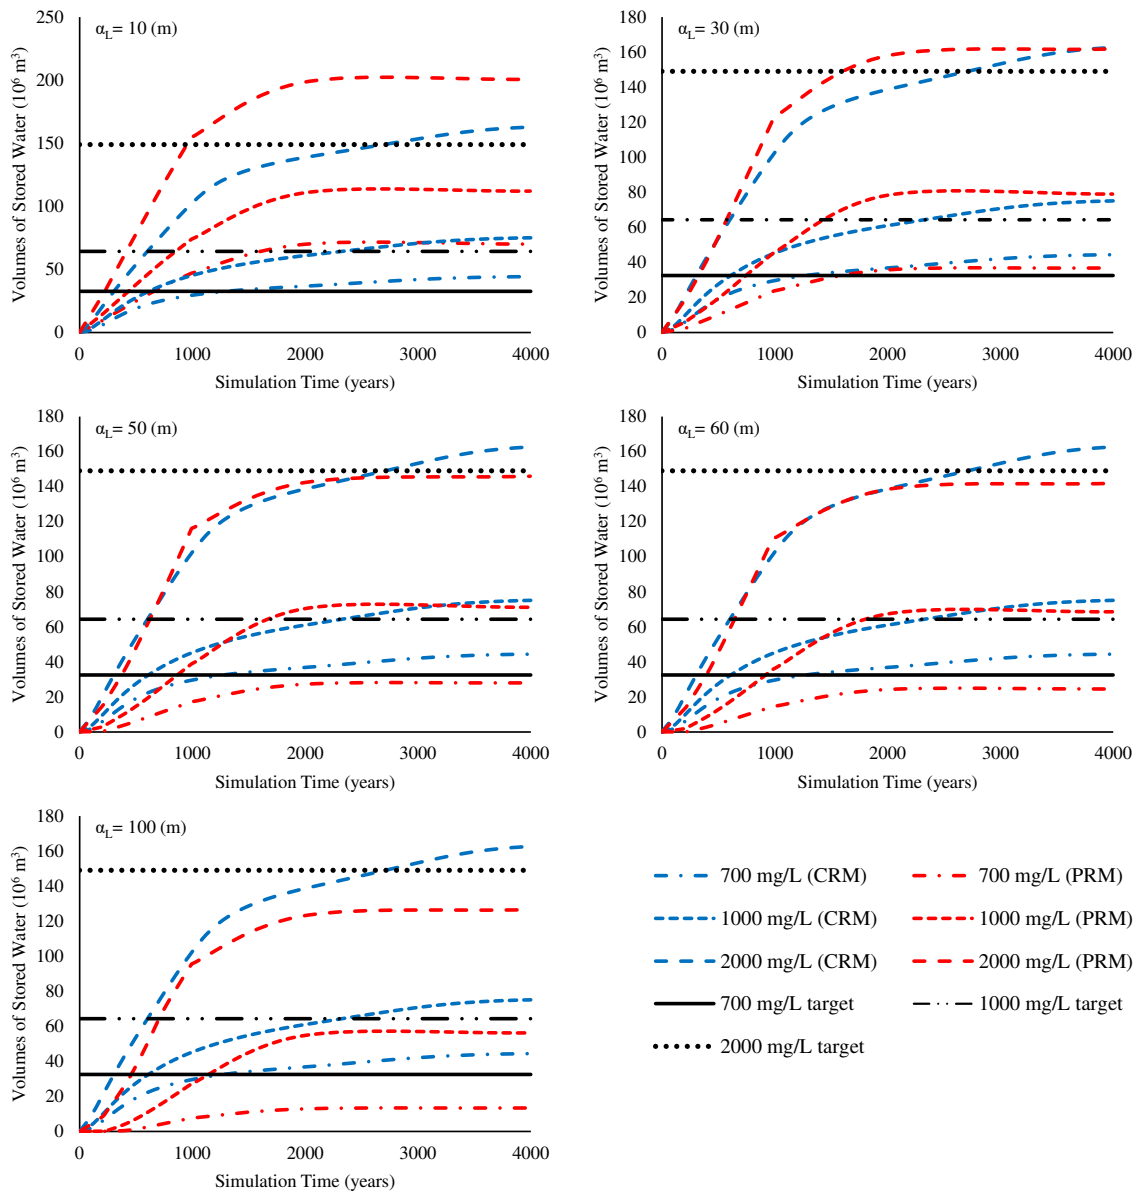 α_L= 10 (m)
Volumes of Stored Water (10⁶ m³)
250
200
150
100
50
0
0 1000 2000 3000 4000
Simulation Time (years)
α_L= 30 (m)
Volumes of Stored Water (10⁶ m³)
30
160
140
120
100
80
60
40
20
0
0 1000 2000 3000 4000
Simulation Time (years)
α_L= 50 (m)
Volumes of Stored Water (10⁶ m³)
180
160
140
120
100
80
60
40
20
0
0 1000 2000 3000 4000
Simulation Time (years)
α_L= 60 (m)
Volumes of Stored Water (10⁶ m³)
180
160
140
120
100
80
60
40
20
0
0 1000 2000 3000 4000
Simulation Time (years)
α_L= 100 (m)
Volumes of Stored Water (10⁶ m³)
180
160
140
120
100
80
60
40
20
0
0 1000 2000 3000 4000
Simulation Time (years)
700 mg/L (CRM)
700 mg/L (PRM)
1000 mg/L (CRM)
1000 mg/L (PRM)
2000 mg/L (CRM)
2000 mg/L (PRM)
700 mg/L target
1000 mg/L target
2000 mg/L target